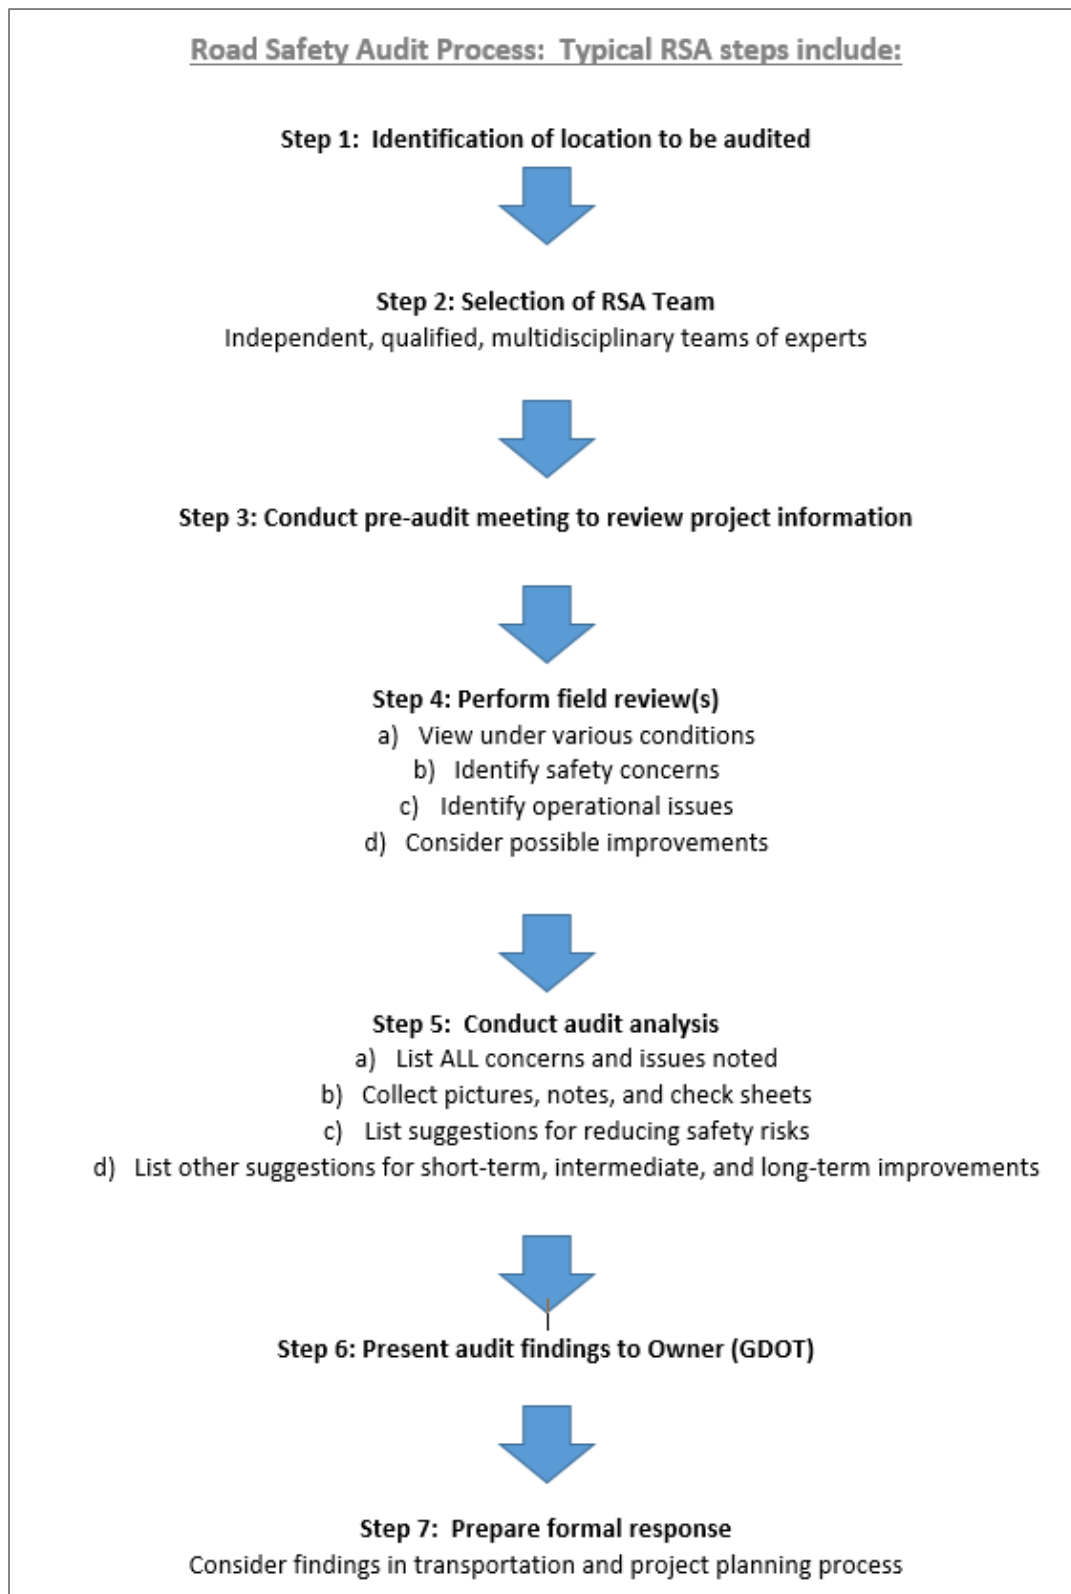 Road Safety Audit Process:  Typical RSA steps include:
Step 1:  Identification of location to be audited
Step 2: Selection of RSA Team
Independent, qualified, multidisciplinary teams of experts
Step 3: Conduct pre-audit meeting to review project information
Step 4: Perform field review(s)
a) View under various conditions
b) Identify safety concerns
c) Identify operational issues
d) Consider possible improvements
Step 5:  Conduct audit analysis
a) List ALL concerns and issues noted
b) Collect pictures, notes, and check sheets
c) List suggestions for reducing safety risks
d) List other suggestions for short-term, intermediate, and long-term improvements
Step 6: Present audit findings to Owner (GDOT)
Step 7:  Prepare formal response
Consider findings in transportation and project planning process